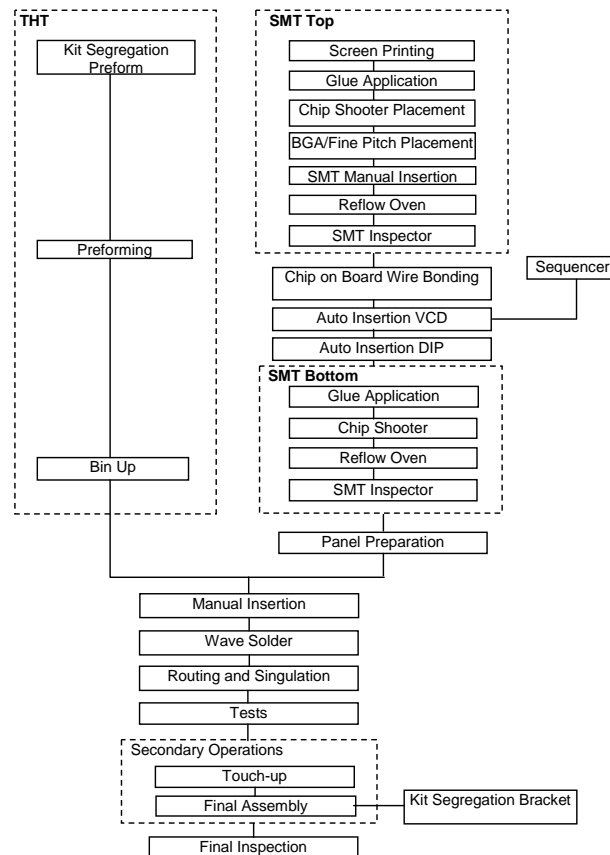 THT
Kit Segregation
Preform
Preforming
Bin Up
SMT Top
Screen Printing
Glue Application
Chip Shooter Placement
BGA/Fine Pitch Placement
SMT Manual Insertion
Reflow Oven
SMT Inspector
Chip on Board Wire Bonding
Sequencer
Auto Insertion VCD
Auto Insertion DIP
SMT Bottom
Glue Application
Chip Shooter
Reflow Oven
SMT Inspector
Panel Preparation
Manual Insertion
Wave Solder
Routing and Singulation
Tests
Secondary Operations
Touch-up
Final Assembly
Kit Segregation Bracket
Final Inspection